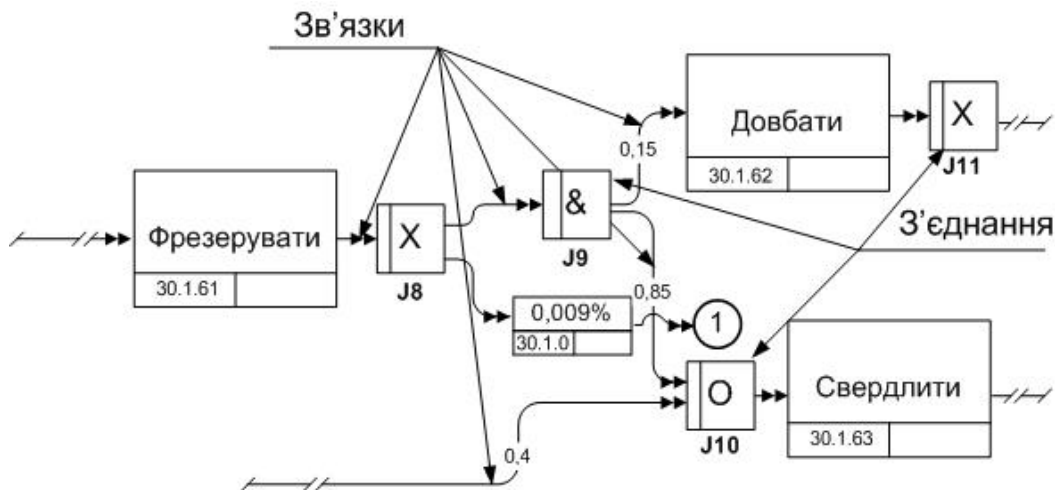 Зв’язки
Довбати
X
0,15
30.1.62
J11
&
Фрезерувати
X
З’єднання
J9
30.1.61
J8
0,85
0,009%
1
30.1.0
O
Свердлити
J10
30.1.63
0,4